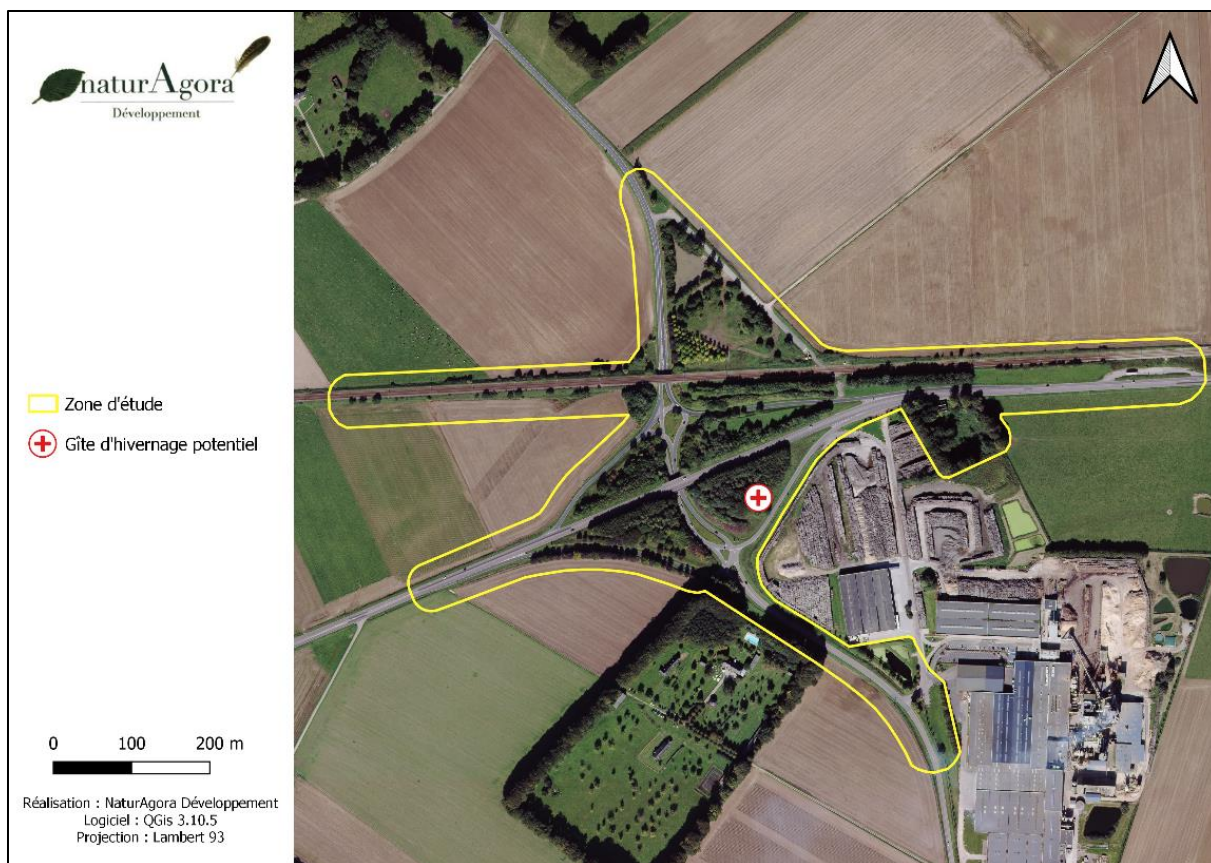 naturAgora
Développement
Zone d'étude
Gîte d'hivernage potentiel
0 100 200 m
Réalisation : NaturAgora Développement
Logiciel : QGis 3.10.5
Projection : Lambert 93